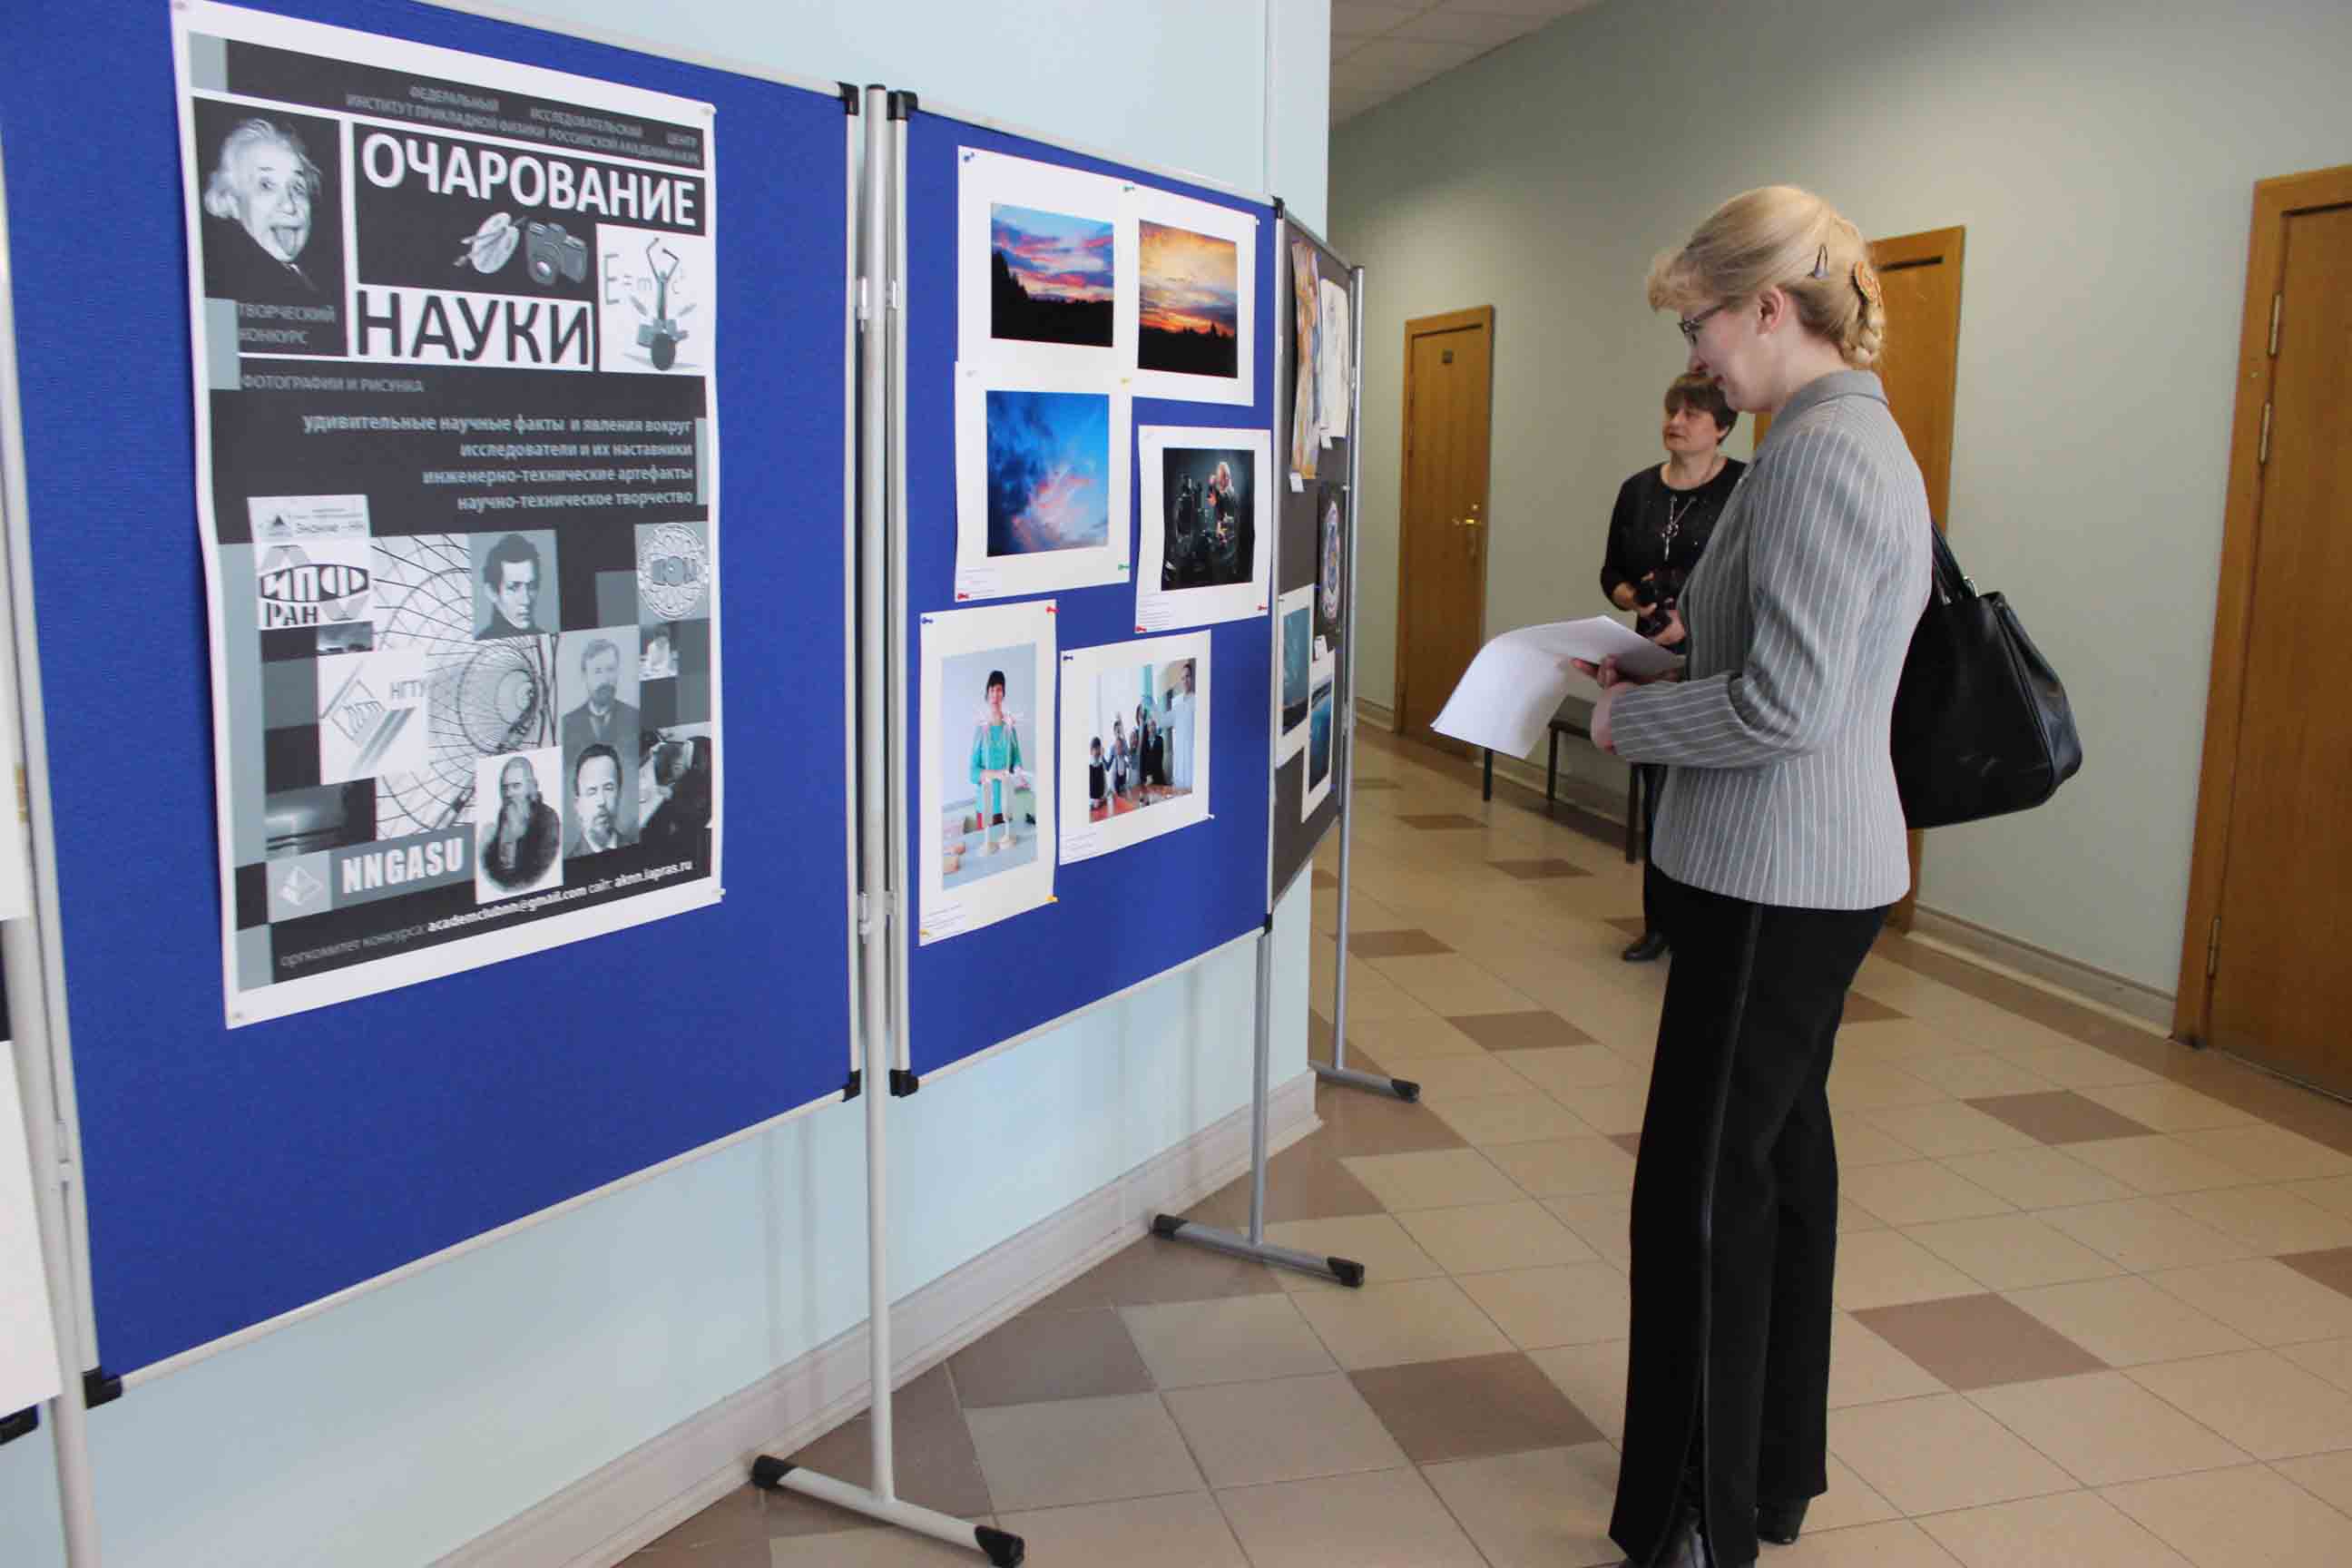 ФЕДЕРАЛЬНЫЙ ИССЛЕДОВАТЕЛЬСКИЙ ЦЕНТР
ИНСТИТУТ ПРИКЛАДНОЙ ФИЗИКИ РОССИЙСКОЙ АКАДЕМИИ НАУК
ОЧАРОВАНИЕ
НАУКИ
E=mc²
ТВОРЧЕСКИЙ
КОНКУРС
ФОТОГРАФИИ И РИСУНКА
удивительные научные факты и явления вокруг
исследователи и их наставники
инженерно-технические артефакты
научно-техническое творчество
ИПФ
РАН
НГТУ
NNGASU
оргкомитет конкурса: academclubnn@gmail.com сайт: aknn.iapras.ru